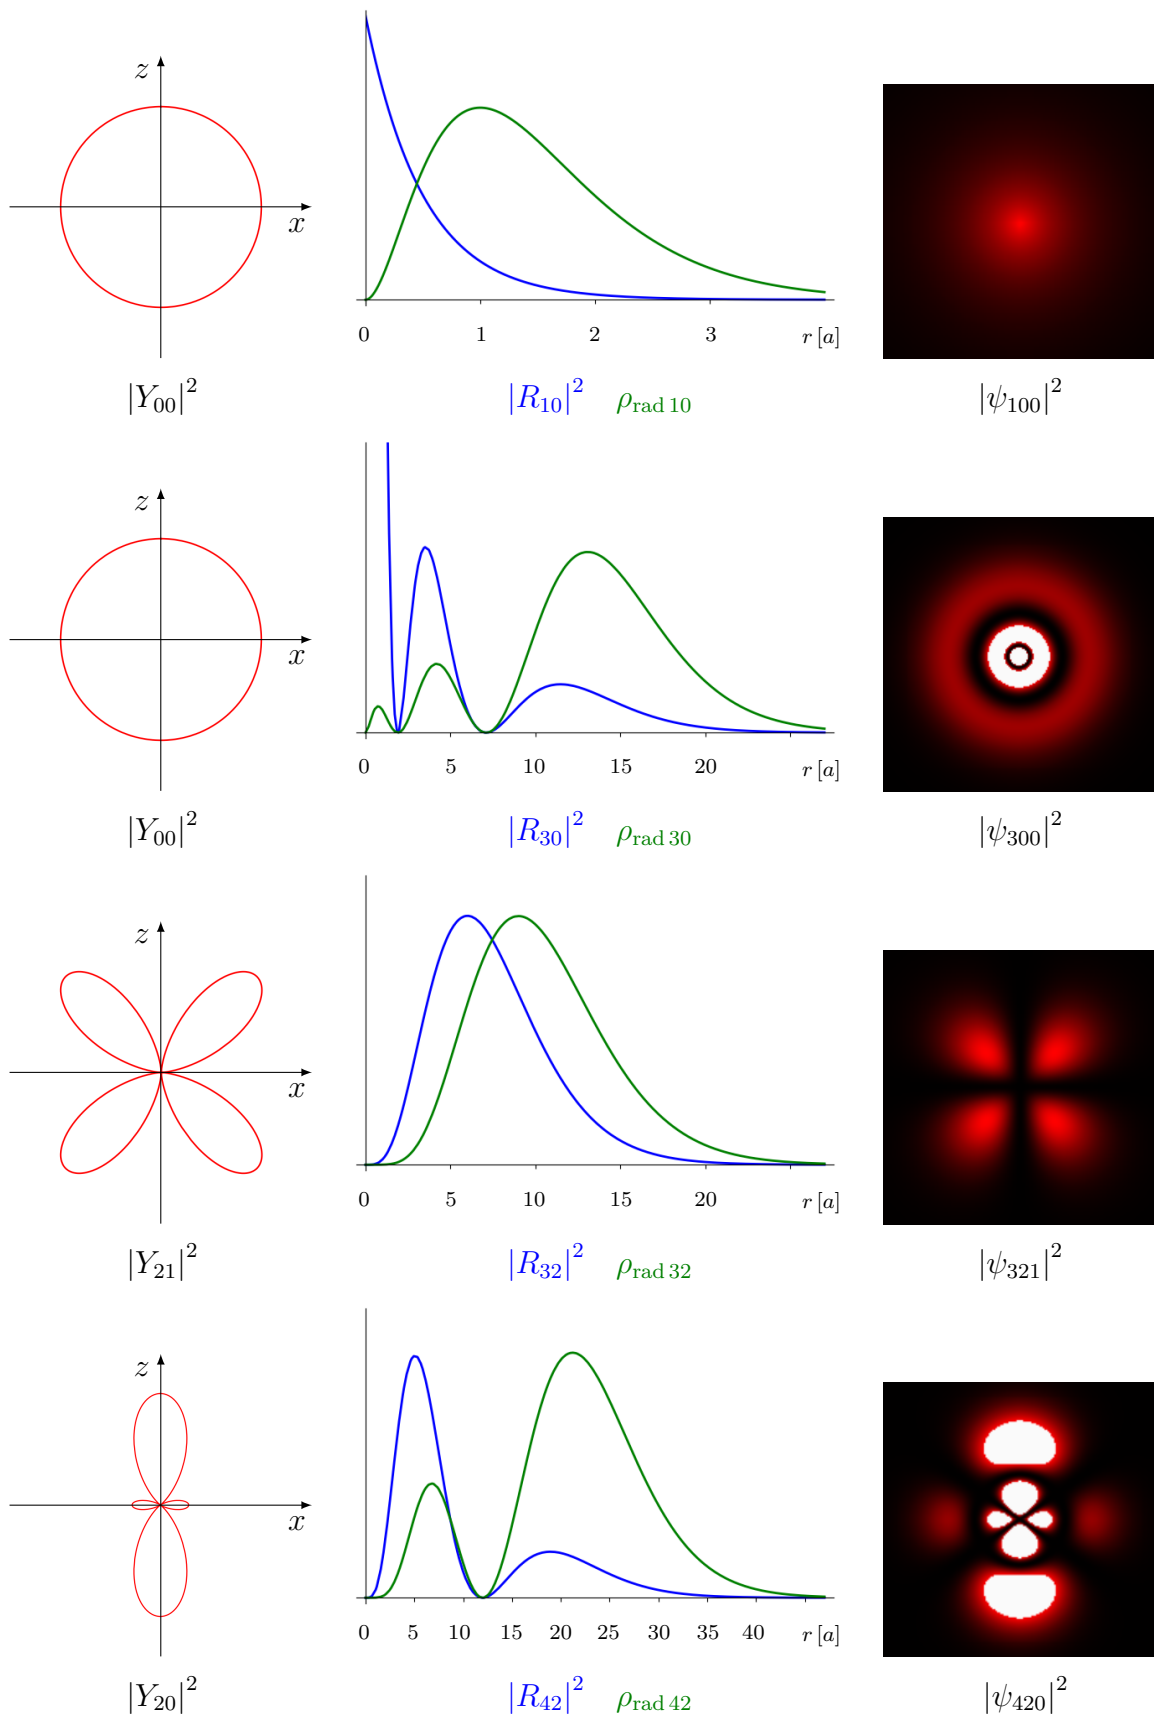 z
x
0 1 2 3 r [a]
|Y₀₀|² |R₁₀|² ρrad 10 |ψ₁₀₀|²
z
x
0 5 10 15 20 r [a]
|Y₀₀|² |R₃₀|² ρrad 30 |ψ₃₀₀|²
z
x
0 5 10 15 20 r [a]
|Y₂₁|² |R₃₂|² ρrad 32 |ψ₃₂₁|²
z
x
0 5 10 15 20 25 30 35 40 r [a]
|Y₂₀|² |R₄₂|² ρrad 42 |ψ₄₂₀|²